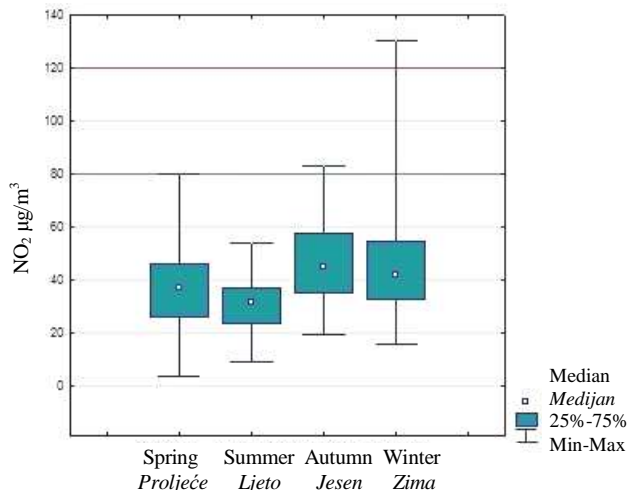 140
120
100
80
60
40
20
0
NO₂ µg/m³
Spring Summer Autumn Winter
Proljeće Ljeto Jesen Zima
Median
Medijan
25%-75%
Min-Max